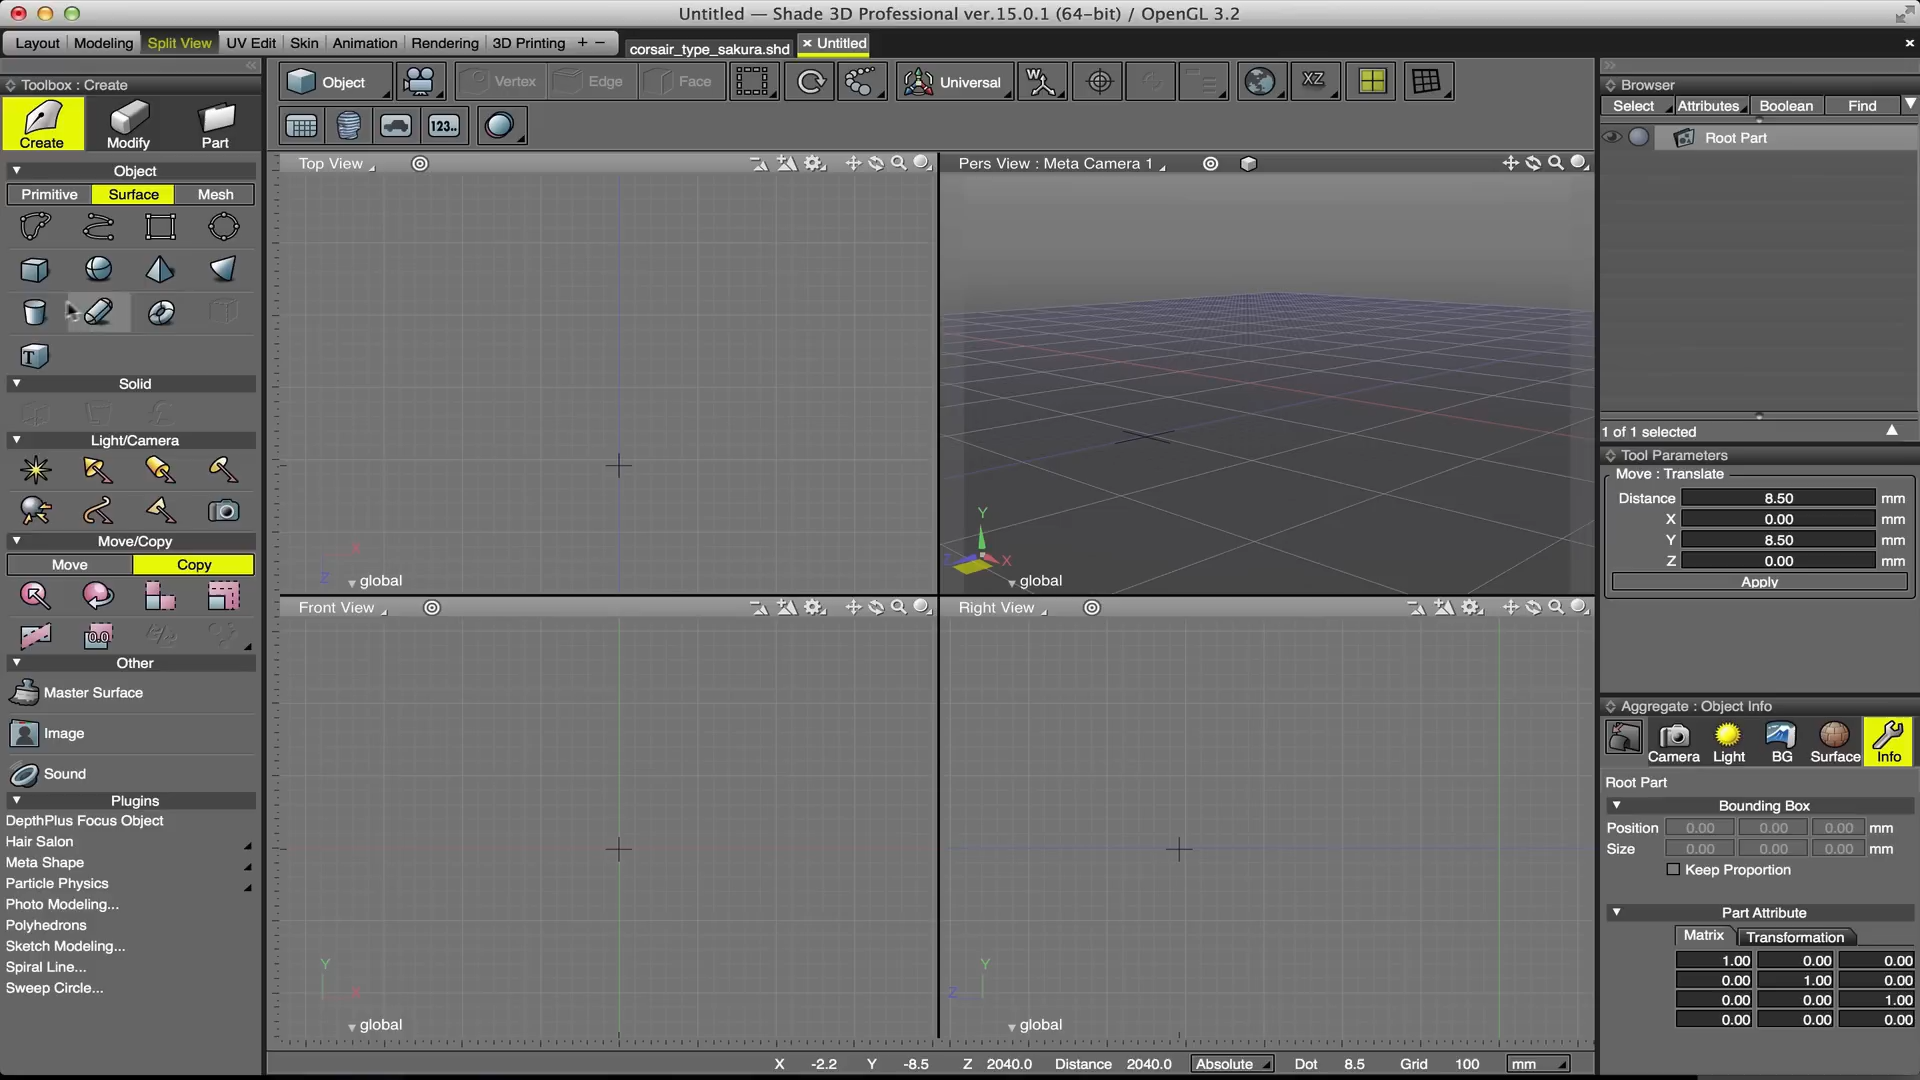 Untitled — Shade 3D Professional ver.15.0.1 (64-bit) / OpenGL 3.2
Layout Modeling Split View UV Edit Skin Animation Rendering 3D Printing + − corsair_type_sakura.shd × Untitled ×
Toolbox : Create
Create Modify Part
Object
Primitive Surface Mesh
T
Solid
Light/Camera
Move/Copy
Move Copy
0.0
Other
Master Surface
Image
Sound
Plugins
DepthPlus Focus Object
Hair Salon
Meta Shape
Particle Physics
Photo Modeling...
Polyhedrons
Sketch Modeling...
Spiral Line...
Sweep Circle...
Object Vertex Edge Face Universal W XZ
123..
Top View
X
Z
global
Pers View : Meta Camera 1
Y
Z X
global
Front View
Y
X
global
Right View
Y
Z
global
X -2.2 Y -8.5 Z 2040.0 Distance 2040.0 Absolute Dot 8.5 Grid 100 mm
Browser
Select Attributes Boolean Find
Root Part
1 of 1 selected
Tool Parameters
Move : Translate
Distance 8.50 mm
X 0.00 mm
Y 8.50 mm
Z 0.00 mm
Apply
Aggregate : Object Info
Camera Light BG Surface Info
Root Part
Bounding Box
Position 0.00 0.00 0.00 mm
Size 0.00 0.00 0.00 mm
Keep Proportion
Part Attribute
Matrix Transformation
1.00 0.00 0.00
0.00 1.00 0.00
0.00 0.00 1.00
0.00 0.00 0.00